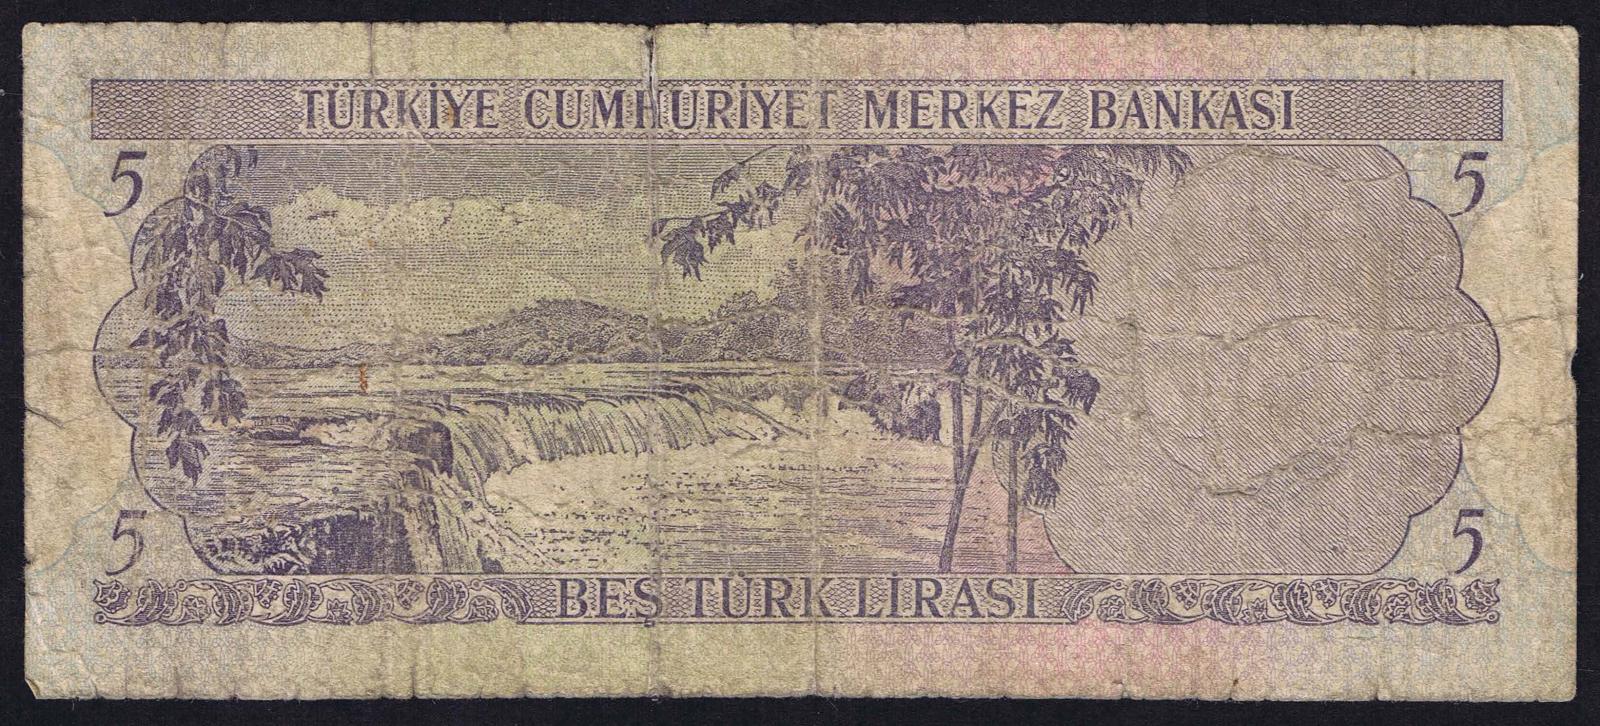 TÜRKİYE CUMHURİYET MERKEZ BANKASI
5 5
5 5
BEŞ TÜRK LİRASI